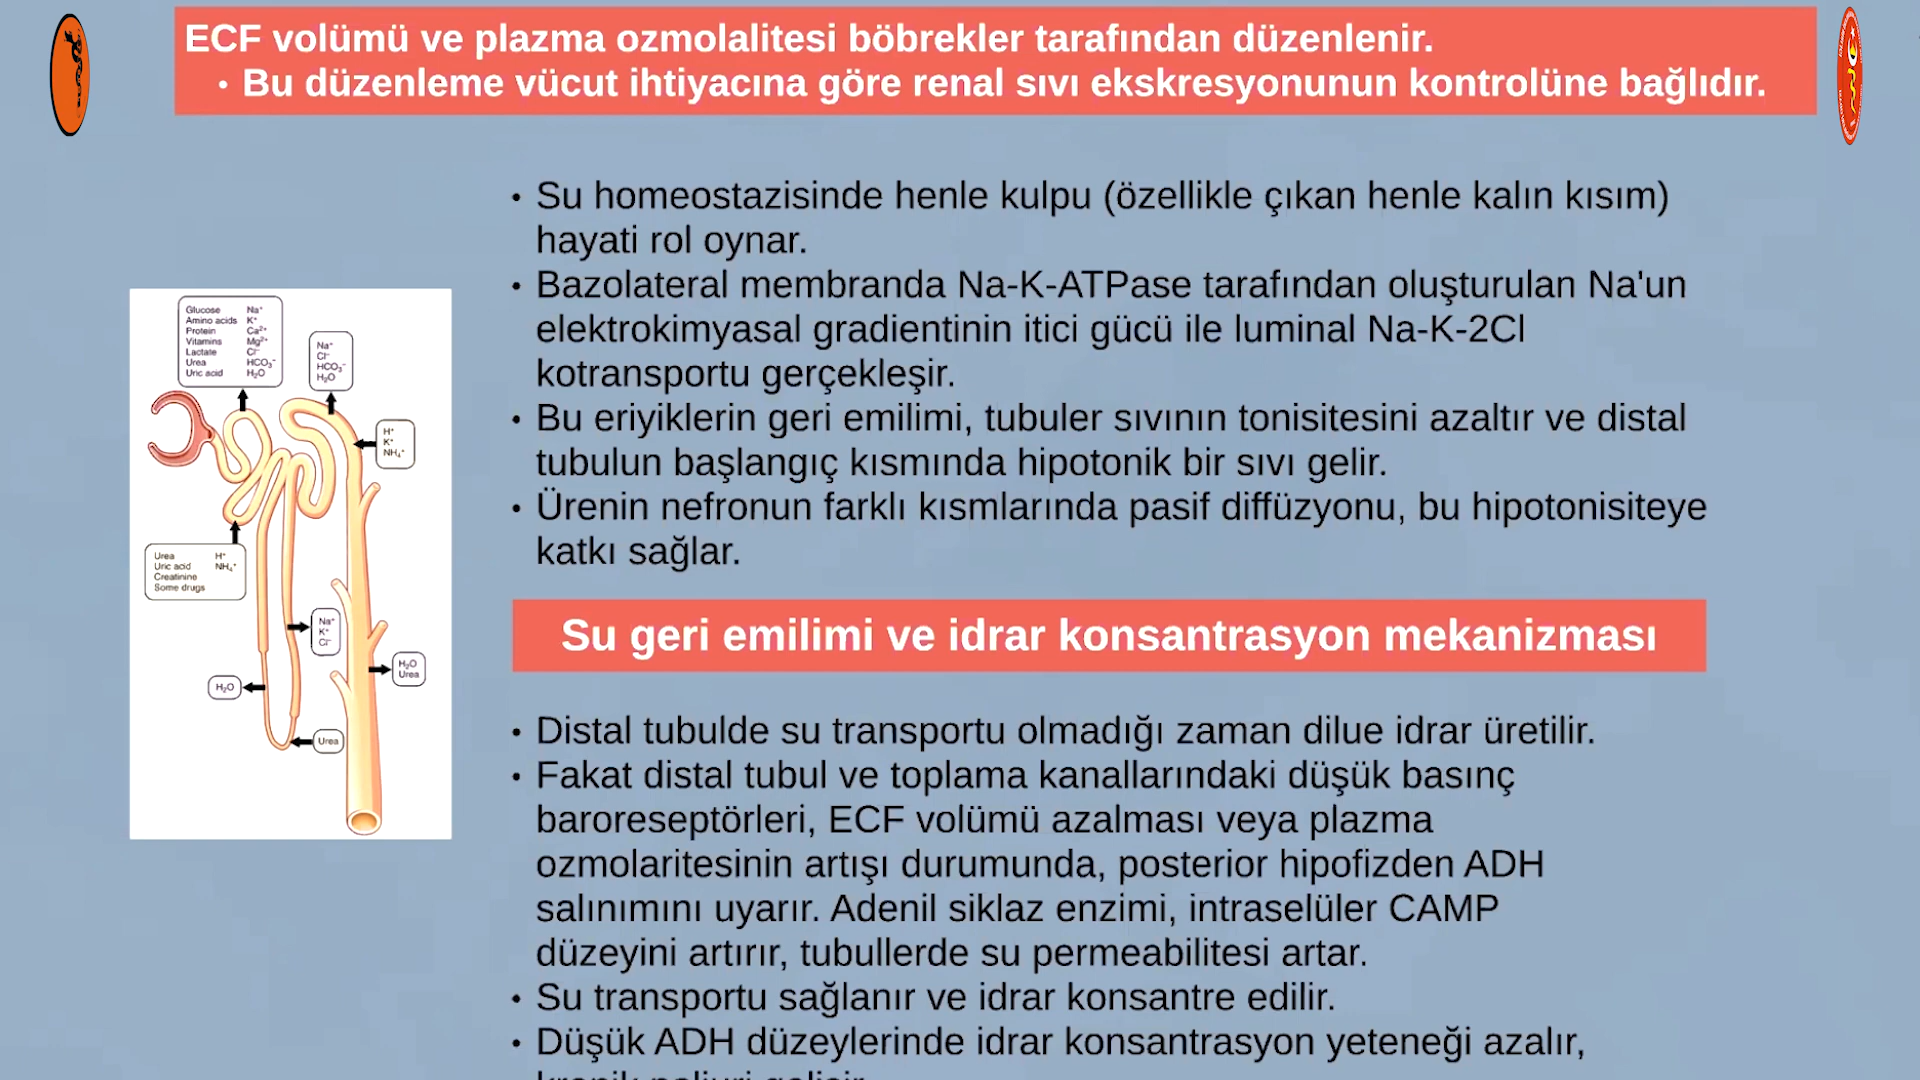 ECF volümü ve plazma ozmolalitesi böbrekler tarafından düzenlenir.
• Bu düzenleme vücut ihtiyacına göre renal sıvı ekskresyonunun kontrolüne bağlıdır.
• Su homeostazisinde henle kulpu (özellikle çıkan henle kalın kısım)
hayati rol oynar.
• Bazolateral membranda Na-K-ATPase tarafından oluşturulan Na'un
elektrokimyasal gradientinin itici gücü ile luminal Na-K-2Cl
kotransportu gerçekleşir.
• Bu eriyiklerin geri emilimi, tubuler sıvının tonisitesini azaltır ve distal
tubulun başlangıç kısmında hipotonik bir sıvı gelir.
• Ürenin nefronun farklı kısmlarında pasif diffüzyonu, bu hipotonisiteye
katkı sağlar.
Glucose Na⁺
Amino acids K⁺
Protein Ca²⁺
Vitamins Mg²⁺
Lactate Cl⁻
Urea HCO₃⁻
Uric acid H₂O
Na⁺
Cl⁻
HCO₃⁻
H₂O
H⁺
K⁺
NH₄⁺
Urea H⁺
Uric acid NH₄⁺
Creatinine
Some drugs
Na⁺
K⁺
Cl⁻
H₂O
Urea
H₂O
Urea
Su geri emilimi ve idrar konsantrasyon mekanizması
• Distal tubulde su transportu olmadığı zaman dilue idrar üretilir.
• Fakat distal tubul ve toplama kanallarındaki düşük basınç
baroreseptörleri, ECF volümü azalması veya plazma
ozmolaritesinin artışı durumunda, posterior hipofizden ADH
salınımını uyarır. Adenil siklaz enzimi, intraselüler CAMP
düzeyini artırır, tubullerde su permeabilitesi artar.
• Su transportu sağlanır ve idrar konsantre edilir.
• Düşük ADH düzeylerinde idrar konsantrasyon yeteneği azalır,